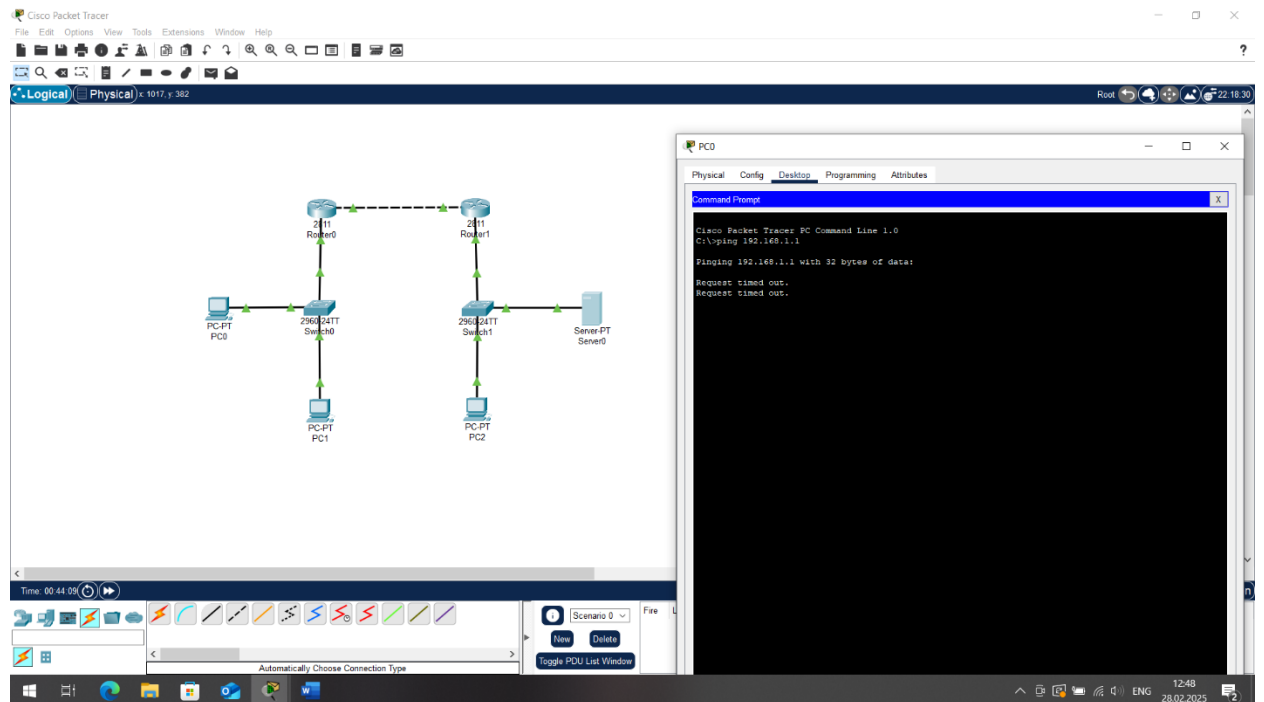 Cisco Packet Tracer
File Edit Options View Tools Extensions Window Help
?
Logical Physical x: 1017, y: 382 Root 22:18:30
PC0
Physical Config Desktop Programming Attributes
Command Prompt X
Cisco Packet Tracer PC Command Line 1.0
C:\>ping 192.168.1.1
Pinging 192.168.1.1 with 32 bytes of data:
Request timed out.
Request timed out.
2811
Router0
2811
Router1
PC-PT
PC0
2960-24TT
Switch0
2960-24TT
Switch1
Server-PT
Server0
PC-PT
PC1
PC-PT
PC2
Time: 00:44:09
Scenario 0
Fire
New Delete
Toggle PDU List Window
Automatically Choose Connection Type
ENG
12:48
28.02.2025
2